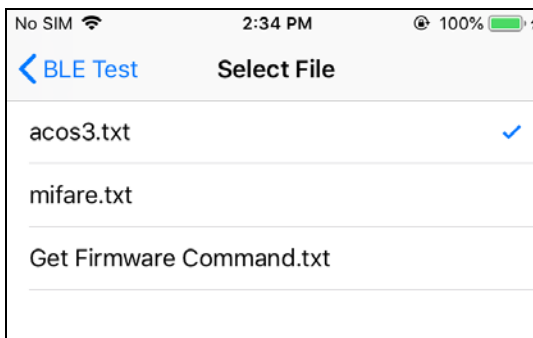 No SIM 2:34 PM 100%
BLE Test Select File
acos3.txt
mifare.txt
Get Firmware Command.txt